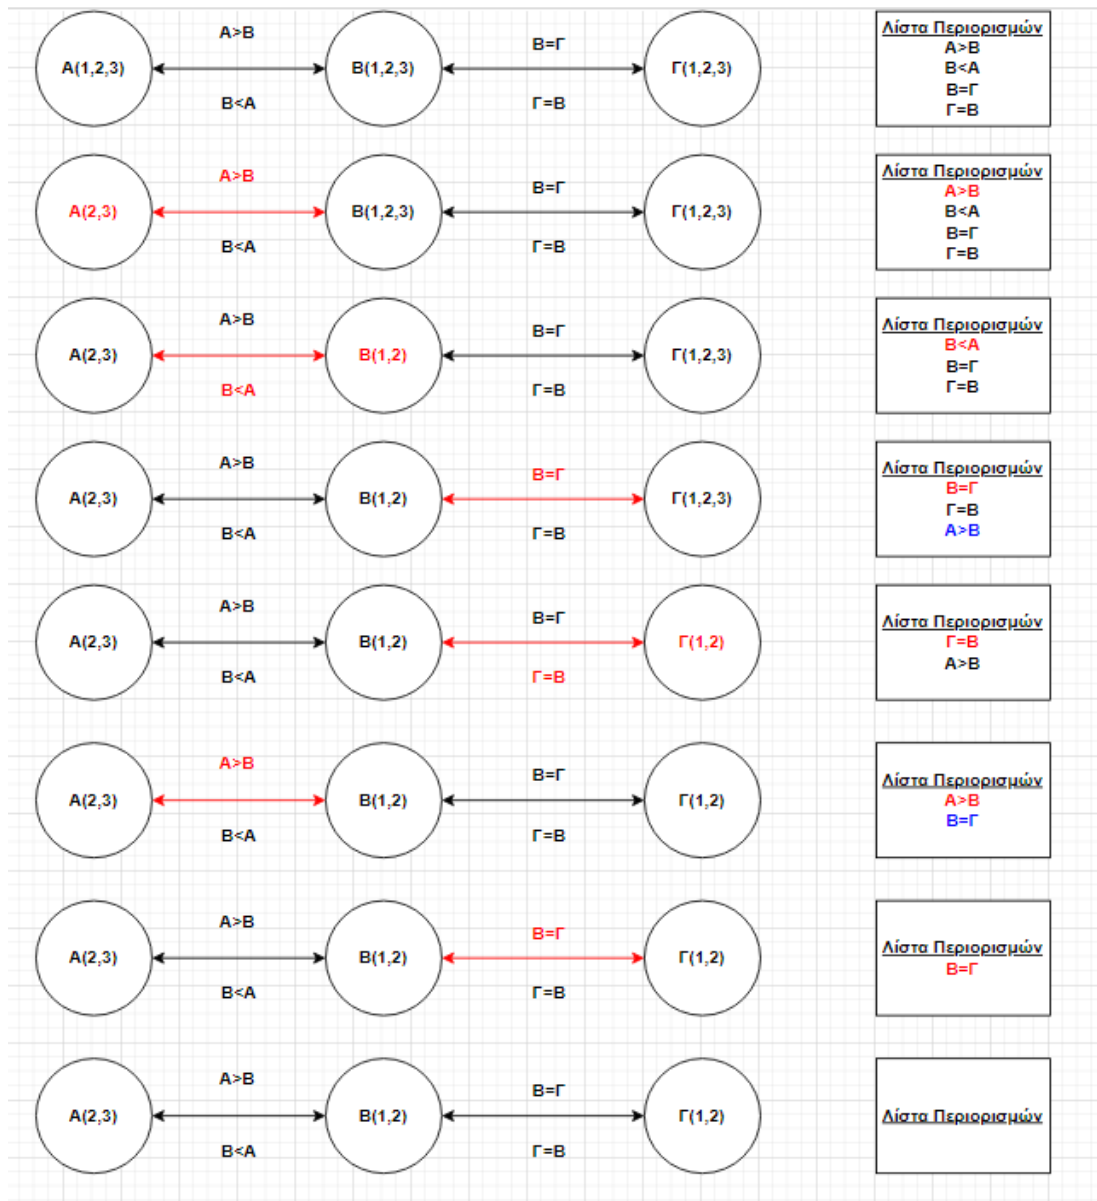 A>B
B=Γ
A(1,2,3)
B(1,2,3)
Γ(1,2,3)
B<A
Γ=B
Λίστα Περιορισμών
A>B
B<A
B=Γ
Γ=B
A>B
B=Γ
A(2,3)
B(1,2,3)
Γ(1,2,3)
B<A
Γ=B
Λίστα Περιορισμών
A>B
B<A
B=Γ
Γ=B
A>B
B=Γ
A(2,3)
B(1,2)
Γ(1,2,3)
B<A
Γ=B
Λίστα Περιορισμών
B<A
B=Γ
Γ=B
A>B
B=Γ
A(2,3)
B(1,2)
Γ(1,2,3)
B<A
Γ=B
Λίστα Περιορισμών
B=Γ
Γ=B
A>B
A>B
B=Γ
A(2,3)
B(1,2)
Γ(1,2)
B<A
Γ=B
Λίστα Περιορισμών
Γ=B
A>B
A>B
B=Γ
A(2,3)
B(1,2)
Γ(1,2)
B<A
Γ=B
Λίστα Περιορισμών
A>B
B=Γ
A>B
B=Γ
A(2,3)
B(1,2)
Γ(1,2)
B<A
Γ=B
Λίστα Περιορισμών
B=Γ
A>B
B=Γ
A(2,3)
B(1,2)
Γ(1,2)
B<A
Γ=B
Λίστα Περιορισμών